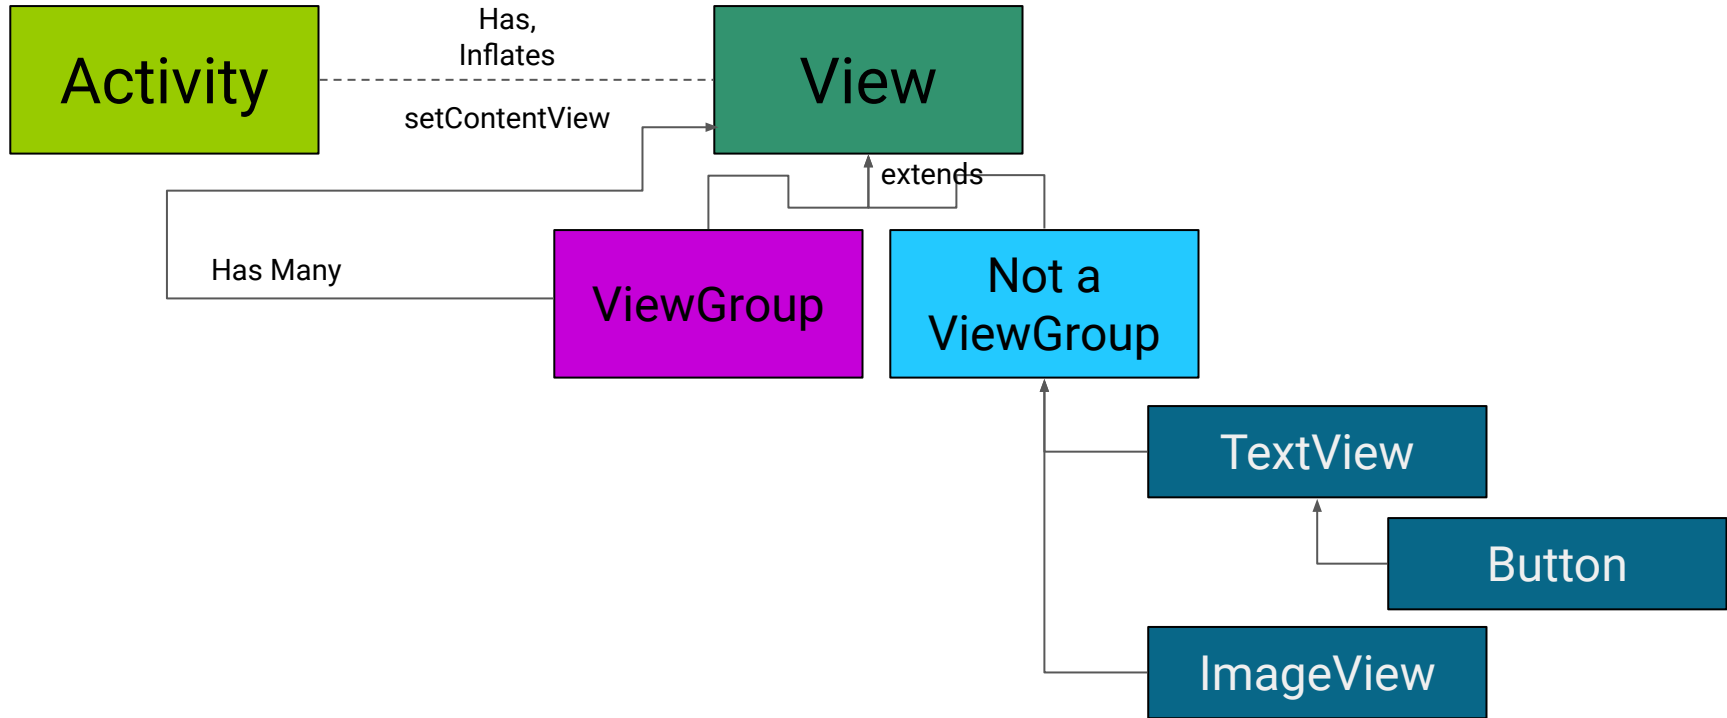 Activity
Has,
Inflates
setContentView
View
extends
Has Many
ViewGroup
Not a
ViewGroup
TextView
Button
ImageView